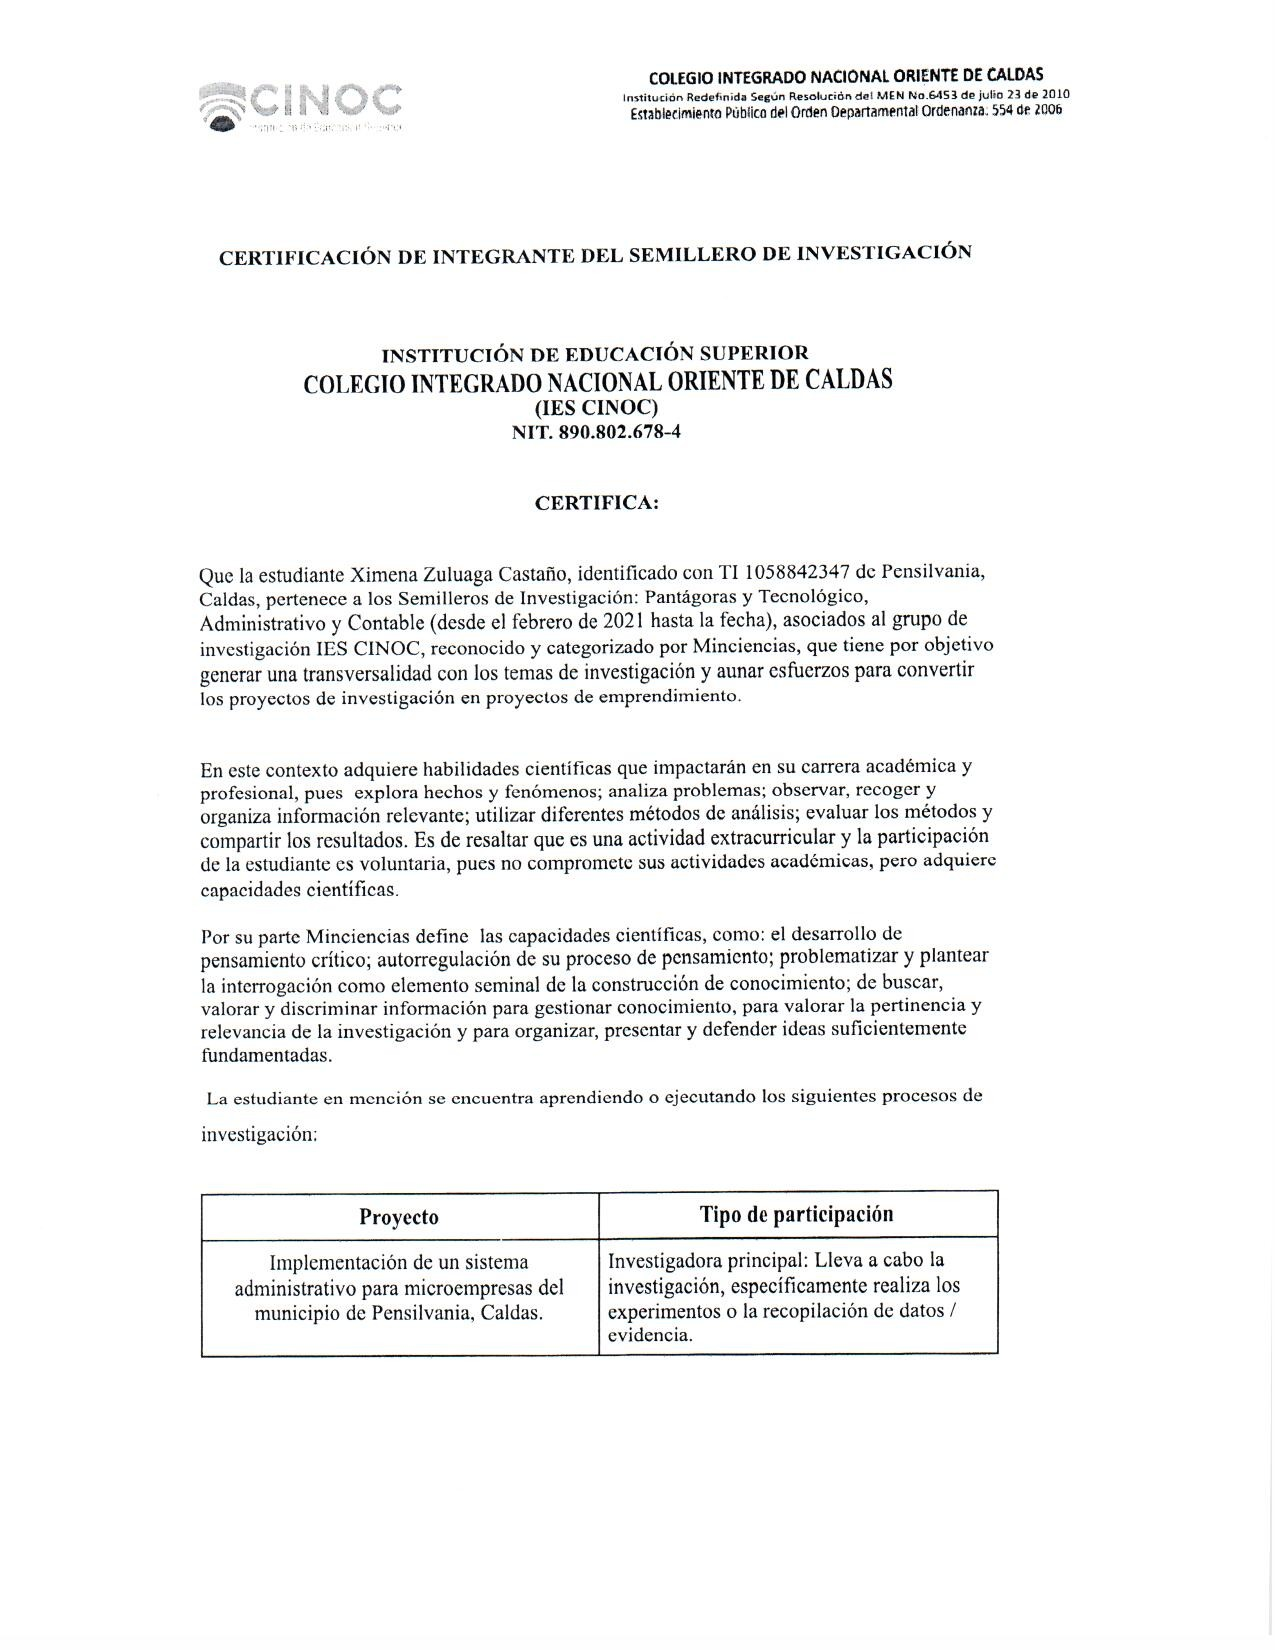 CINOC
COLEGIO INTEGRADO NACIONAL ORIENTE DE CALDAS
Institución Redefinida Según Resolución del MEN No.6453 de julio 23 de 2010
Establecimiento Público del Orden Departamental Ordenanza. 554 de 2006
CERTIFICACIÓN DE INTEGRANTE DEL SEMILLERO DE INVESTIGACIÓN
INSTITUCIÓN DE EDUCACIÓN SUPERIOR
COLEGIO INTEGRADO NACIONAL ORIENTE DE CALDAS
(IES CINOC)
NIT. 890.802.678-4
CERTIFICA:
Que la estudiante Ximena Zuluaga Castaño, identificado con TI 1058842347 de Pensilvania,
Caldas, pertenece a los Semilleros de Investigación: Pantágoras y Tecnológico,
Administrativo y Contable (desde el febrero de 2021 hasta la fecha), asociados al grupo de
investigación IES CINOC, reconocido y categorizado por Minciencias, que tiene por objetivo
generar una transversalidad con los temas de investigación y aunar esfuerzos para convertir
los proyectos de investigación en proyectos de emprendimiento.
En este contexto adquiere habilidades científicas que impactarán en su carrera académica y
profesional, pues explora hechos y fenómenos; analiza problemas; observar, recoger y
organiza información relevante; utilizar diferentes métodos de análisis; evaluar los métodos y
compartir los resultados. Es de resaltar que es una actividad extracurricular y la participación
de la estudiante es voluntaria, pues no compromete sus actividades académicas, pero adquiere
capacidades científicas.
Por su parte Minciencias define las capacidades científicas, como: el desarrollo de
pensamiento crítico; autorregulación de su proceso de pensamiento; problematizar y plantear
la interrogación como elemento seminal de la construcción de conocimiento; de buscar,
valorar y discriminar información para gestionar conocimiento, para valorar la pertinencia y
relevancia de la investigación y para organizar, presentar y defender ideas suficientemente
fundamentadas.
La estudiante en mención se encuentra aprendiendo o ejecutando los siguientes procesos de
investigación:
Proyecto
Tipo de participación
Implementación de un sistema
administrativo para microempresas del
municipio de Pensilvania, Caldas.
Investigadora principal: Lleva a cabo la
investigación, específicamente realiza los
experimentos o la recopilación de datos /
evidencia.